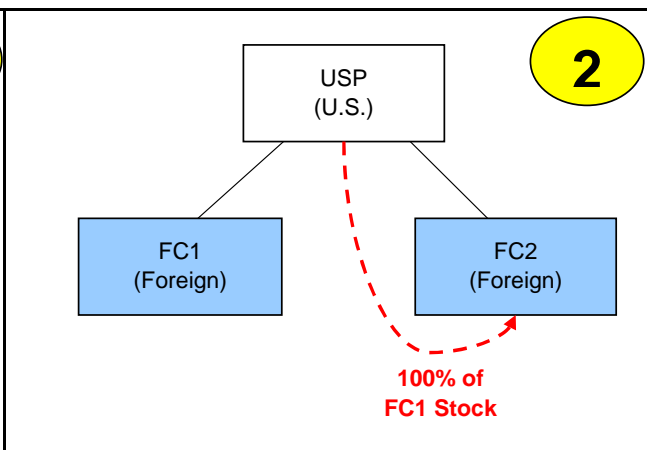 2
USP
(U.S.)
FC1
(Foreign)
FC2
(Foreign)
100% of
FC1 Stock